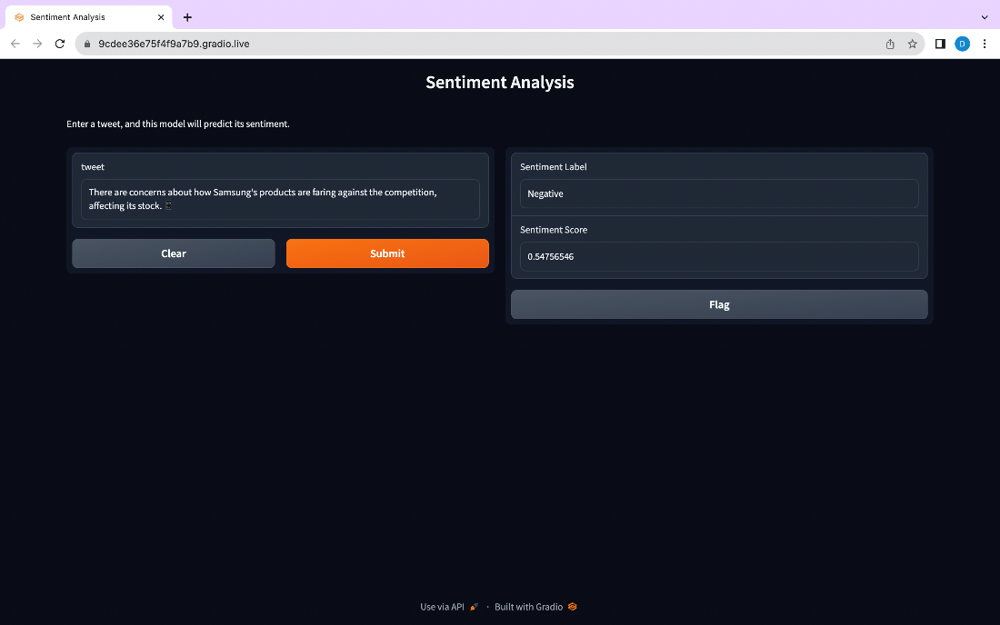 Sentiment Analysis
9cdee36e75f4f9a7b9.gradio.live
D
Sentiment Analysis
Enter a tweet, and this model will predict its sentiment.
tweet
There are concerns about how Samsung's products are faring against the competition,
affecting its stock. 📱
Clear
Submit
Sentiment Label
Negative
Sentiment Score
0.54756546
Flag
Use via API 🚀 · Built with Gradio